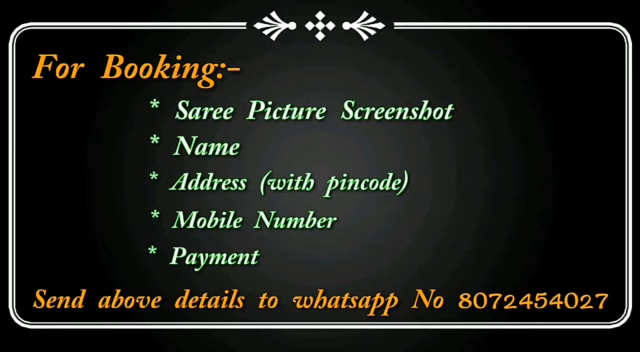 For Booking:-
* Saree Picture Screenshot
* Name
* Address (with pincode)
* Mobile Number
* Payment
Send above details to whatsapp No 8072454027